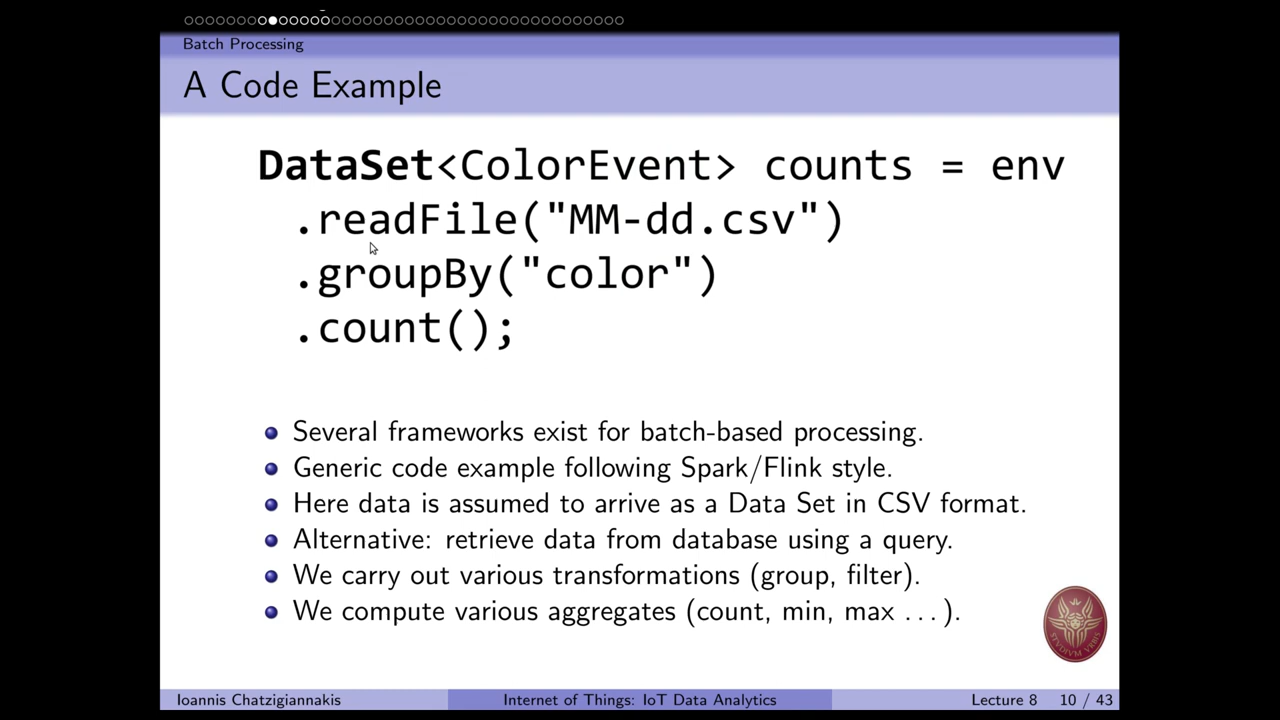 Batch Processing
A Code Example
DataSet<ColorEvent> counts = env
.readFile("MM-dd.csv")
.groupBy("color")
.count();
Several frameworks exist for batch-based processing.
Generic code example following Spark/Flink style.
Here data is assumed to arrive as a Data Set in CSV format.
Alternative: retrieve data from database using a query.
We carry out various transformations (group, filter).
We compute various aggregates (count, min, max ...).
STVDIVM VRBIS
Ioannis Chatzigiannakis
Internet of Things: IoT Data Analytics
Lecture 8 10 / 43